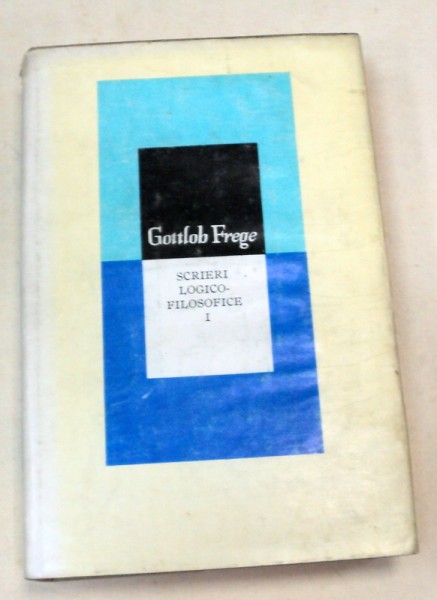 Gottlob Frege
SCRIERI
LOGICO-
FILOSOFICE
I